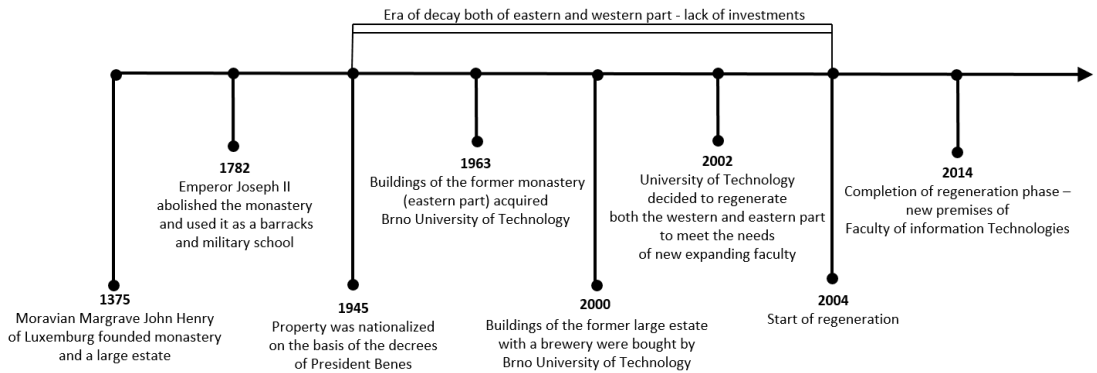 Era of decay both of eastern and western part - lack of investments
1375
Moravian Margrave John Henry
of Luxemburg founded monastery
and a large estate
1782
Emperor Joseph II
abolished the monastery
and used it as a barracks
and military school
1945
Property was nationalized
on the basis of the decrees
of President Benes
1963
Buildings of the former monastery
(eastern part) acquired
Brno University of Technology
2000
Buildings of the former large estate
with a brewery were bought by
Brno University of Technology
2002
University of Technology
decided to regenerate
both the western and eastern part
to meet the needs
of new expanding faculty
2004
Start of regeneration
2014
Completion of regeneration phase –
new premises of
Faculty of information Technologies